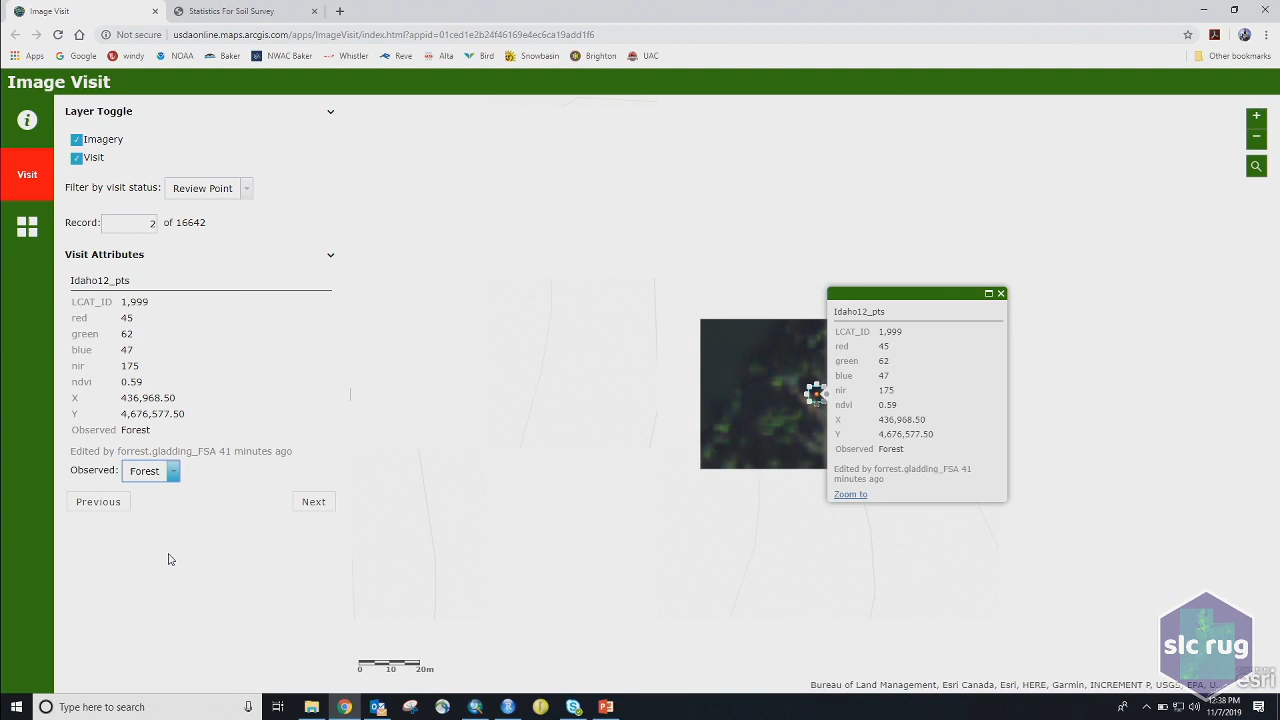 Image Visit
Statistics For Soil Survey
Not secure
usdaonline.maps.arcgis.com/apps/ImageVisit/index.html?appid=01ced1e2b24f46169e4ec6ca19add1f6
Apps
Google
windy
NOAA
Baker
NWAC Baker
Whistler
Reve
Alta
Bird
Snowbasin
Brighton
UAC
Other bookmarks
Image Visit
Layer Toggle
Imagery
Visit
Visit
Filter by visit status: Review Point
Record: 2 of 16642
Visit Attributes
Idaho12_pts
LCAT_ID 1,999
red 45
green 62
blue 47
nir 175
ndvi 0.59
X 436,968.50
Y 4,676,577.50
Observed Forest
Edited by forrest.gladding_FSA 41 minutes ago
Observed: Forest
Previous Next
Idaho12_pts
LCAT_ID 1,999
red 45
green 62
blue 47
nir 175
ndvi 0.59
X 436,968.50
Y 4,676,577.50
Observed Forest
Edited by forrest.gladding_FSA 41
minutes ago
Zoom to
0 10 20m
slc rug
esri
Bureau of Land Management, Esri Canada, Esri, HERE, Garmin, INCREMENT P, USGS, EPA, U...
Type here to search
12:38 PM
11/7/2019